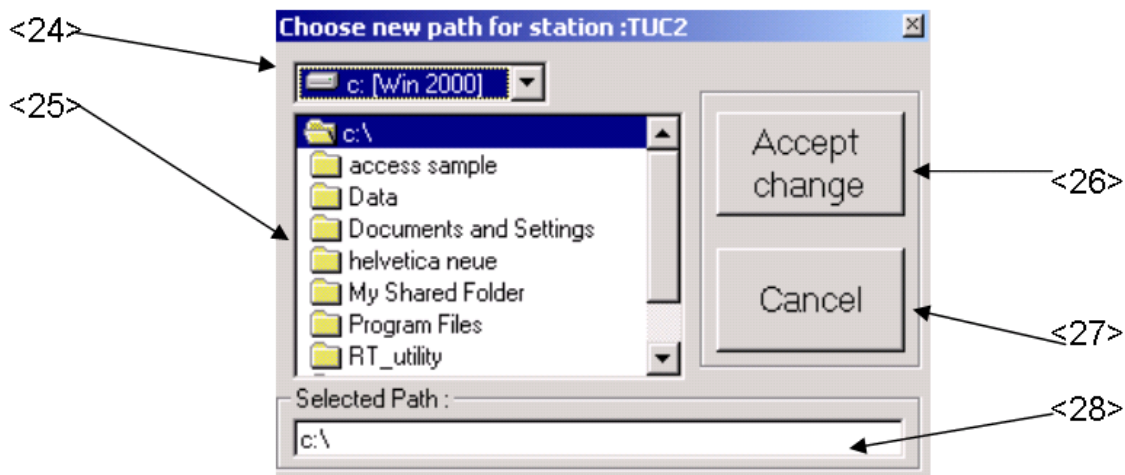 <24>
Choose new path for station :TUC2
c: [Win 2000]
<25>
c:\
access sample
Data
Documents and Settings
helvetica neue
My Shared Folder
Program Files
RT_utility
Accept
change
<26>
Cancel
<27>
Selected Path :
c:\
<28>